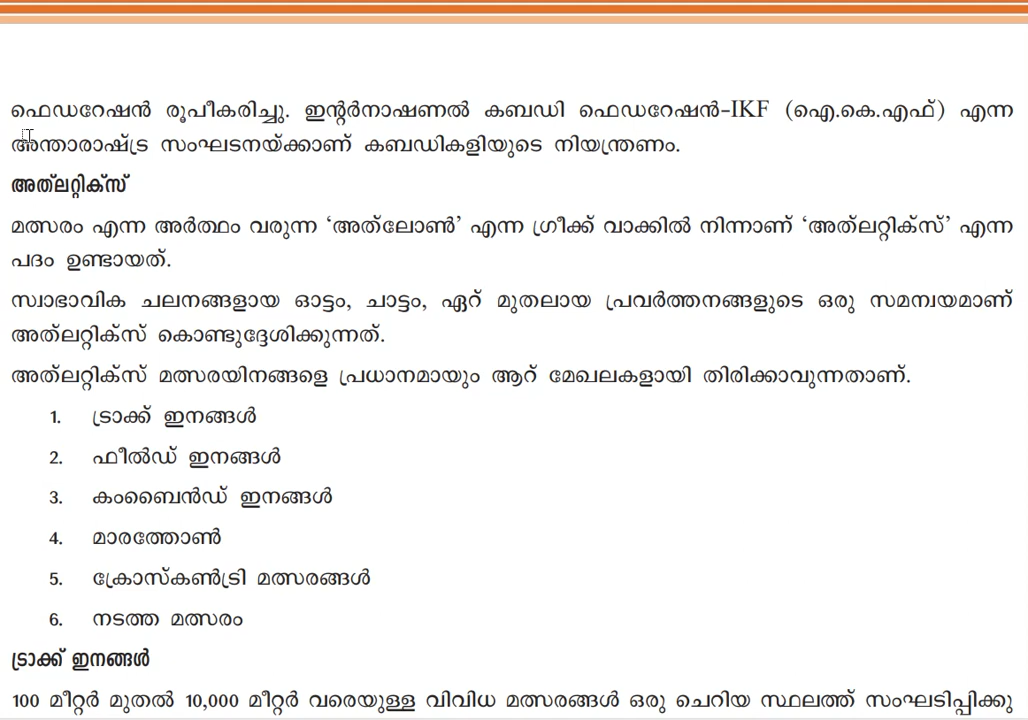 ഫെഡറേഷൻ രൂപീകരിച്ചു. ഇന്റർനാഷണൽ കബഡി ഫെഡറേഷൻ-IKF (ഐ.കെ.എഫ്) എന്ന
അന്താരാഷ്ട്ര സംഘടനയ്ക്കാണ് കബഡികളിയുടെ നിയന്ത്രണം.
അത്‌ലറ്റിക്സ്
മത്സരം എന്ന അർത്ഥം വരുന്ന ‘അത്‌ലോൺ’ എന്ന ഗ്രീക്ക് വാക്കിൽ നിന്നാണ് ‘അത്‌ലറ്റിക്സ്’ എന്ന
പദം ഉണ്ടായത്.
സ്വാഭാവിക ചലനങ്ങളായ ഓട്ടം, ചാട്ടം, ഏറ് മുതലായ പ്രവർത്തനങ്ങളുടെ ഒരു സമന്വയമാണ്
അത്‌ലറ്റിക്സ് കൊണ്ടുദ്ദേശിക്കുന്നത്.
അത്‌ലറ്റിക്സ് മത്സരയിനങ്ങളെ പ്രധാനമായും ആറ് മേഖലകളായി തിരിക്കാവുന്നതാണ്.
1. ട്രാക്ക് ഇനങ്ങൾ
2. ഫീൽഡ് ഇനങ്ങൾ
3. കംബൈൻഡ് ഇനങ്ങൾ
4. മാരത്തോൺ
5. ക്രോസ്കൺട്രി മത്സരങ്ങൾ
6. നടത്ത മത്സരം
ട്രാക്ക് ഇനങ്ങൾ
100 മീറ്റർ മുതൽ 10,000 മീറ്റർ വരെയുള്ള വിവിധ മത്സരങ്ങൾ ഒരു ചെറിയ സ്ഥലത്ത് സംഘടിപ്പിക്കു